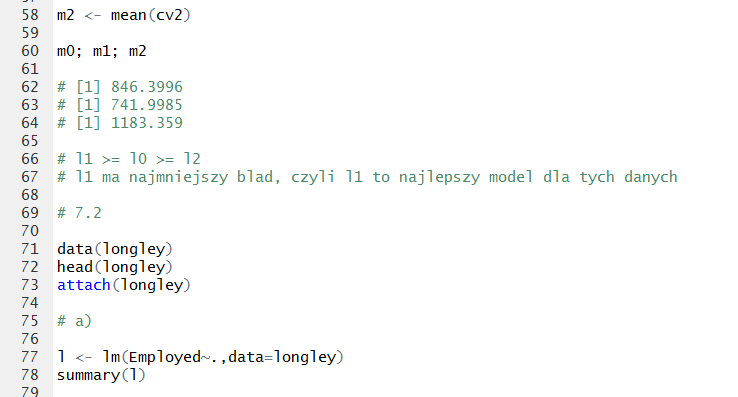 58 m2 <- mean(cv2)
59
60 m0; m1; m2
61
62 # [1] 846.3996
63 # [1] 741.9985
64 # [1] 1183.359
65
66 # l1 >= l0 >= l2
67 # l1 ma najmniejszy blad, czyli l1 to najlepszy model dla tych danych
68
69 # 7.2
70
71 data(longley)
72 head(longley)
73 attach(longley)
74
75 # a)
76
77 l <- lm(Employed~.,data=longley)
78 summary(l)
79